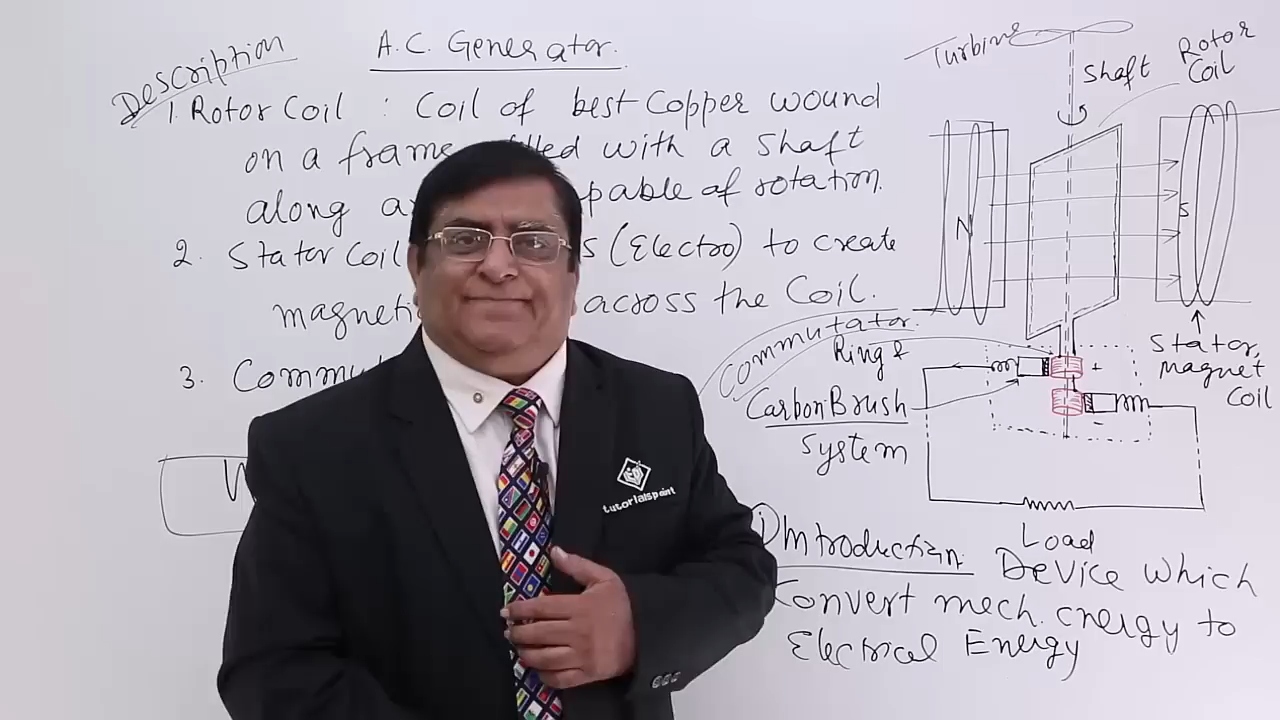 Description
A.C. Generator.
1. Rotor Coil : Coil of best Copper wound
on a frame with a Shaft
along of rotation.
2. Stator Coil (Electro) to create
across the Coil.
3.
Turbine
Shaft
Rotor
Coil
N
S
Commutator.
Ring &
Carbon Brush
System
+
-
Stator,
magnet
Coil
Load
Introduction. Device which
Convert mech. energy to
Electrical Energy
tutorialspoint